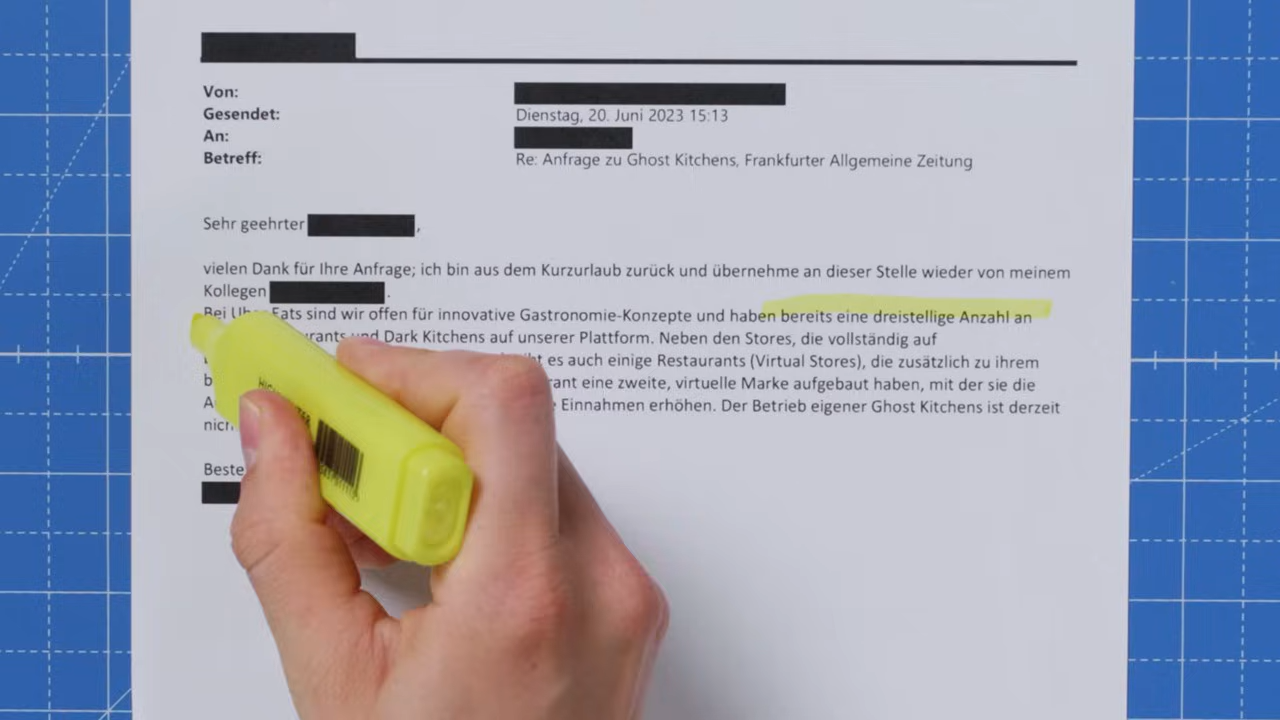 Von:
Gesendet: Dienstag, 20. Juni 2023 15:13
An:
Betreff: Re: Anfrage zu Ghost Kitchens, Frankfurter Allgemeine Zeitung
Sehr geehrter ,
vielen Dank für Ihre Anfrage; ich bin aus dem Kurzurlaub zurück und übernehme an dieser Stelle wieder von meinem
Kollegen .
Bei Uber Eats sind wir offen für innovative Gastronomie-Konzepte und haben bereits eine dreistellige Anzahl an
und Dark Kitchens auf unserer Plattform. Neben den Stores, die vollständig auf
es auch einige Restaurants (Virtual Stores), die zusätzlich zu ihrem
eine zweite, virtuelle Marke aufgebaut haben, mit der sie die
Einnahmen erhöhen. Der Betrieb eigener Ghost Kitchens ist derzeit